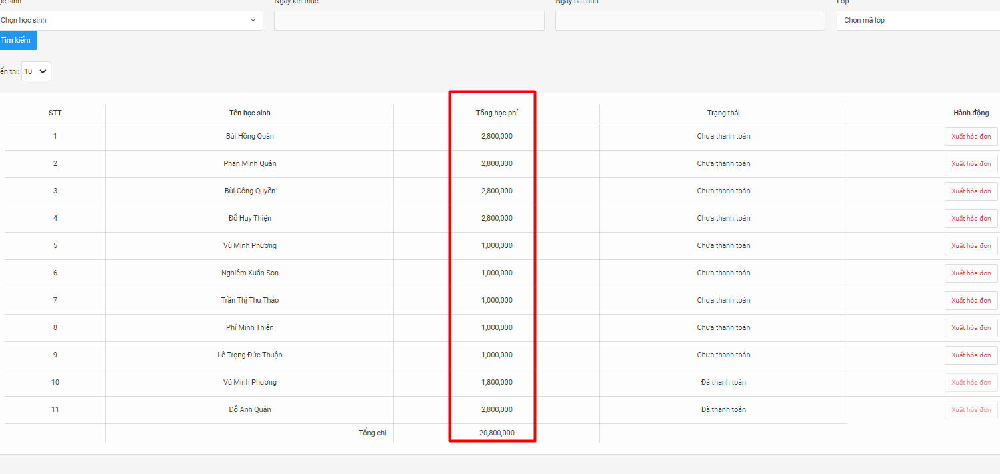 học sinh Ngày kết thúc Ngày bắt đầu Lớp
Chọn học sinh Chọn mã lớp
Tìm kiếm
ển thị: 10
STT Tên học sinh Tổng học phí Trạng thái Hành động
1 Bùi Hồng Quân 2,800,000 Chưa thanh toán Xuất hóa đơn
2 Phan Minh Quân 2,800,000 Chưa thanh toán Xuất hóa đơn
3 Bùi Công Quyền 2,800,000 Chưa thanh toán Xuất hóa đơn
4 Đỗ Huy Thiện 2,800,000 Chưa thanh toán Xuất hóa đơn
5 Vũ Minh Phương 1,000,000 Chưa thanh toán Xuất hóa đơn
6 Nghiêm Xuân Son 1,000,000 Chưa thanh toán Xuất hóa đơn
7 Trần Thị Thu Thảo 1,000,000 Chưa thanh toán Xuất hóa đơn
8 Phí Minh Thiện 1,000,000 Chưa thanh toán Xuất hóa đơn
9 Lê Trọng Đức Thuận 1,000,000 Chưa thanh toán Xuất hóa đơn
10 Vũ Minh Phương 1,800,000 Đã thanh toán Xuất hóa đơn
11 Đỗ Anh Quân 2,800,000 Đã thanh toán Xuất hóa đơn
Tổng chi 20,800,000